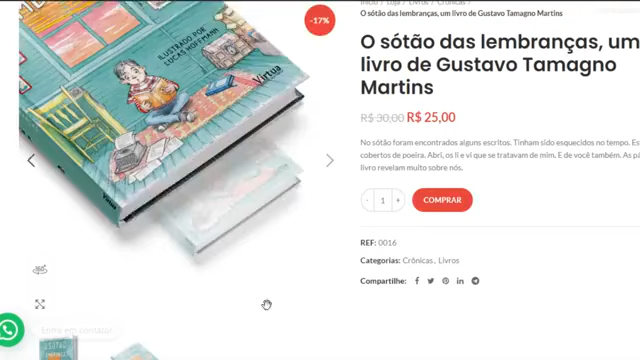 Início / Loja / Livros / Crônicas /
O sótão das lembranças, um livro de Gustavo Tamagno Martins
-17%
ILUSTRADO POR
LUCAS HOFFMANN
Virtua
O sótão das lembranças, um
livro de Gustavo Tamagno
Martins
R$ 30,00 R$ 25,00
No sótão foram encontrados alguns escritos. Tinham sido esquecidos no tempo. Es
cobertos de poeira. Abri, os li e vi que se tratavam de mim. E de você também. As pá
livro revelam muito sobre nós.
- 1 + COMPRAR
REF: 0016
Categorias: Crônicas, Livros
Compartilhe:
360°
Entre em contato!